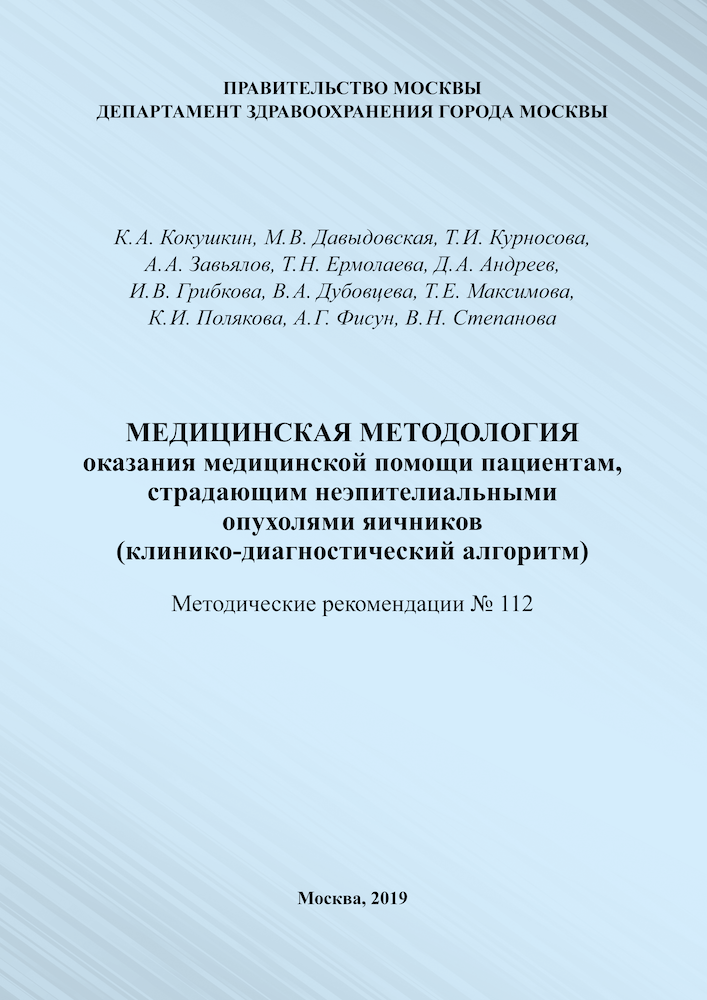 ПРАВИТЕЛЬСТВО МОСКВЫ
ДЕПАРТАМЕНТ ЗДРАВООХРАНЕНИЯ ГОРОДА МОСКВЫ
К. А. Кокушкин, М. В. Давыдовская, Т. И. Курносова,
А. А. Завьялов, Т. Н. Ермолаева, Д. А. Андреев,
И. В. Грибкова, В. А. Дубовцева, Т. Е. Максимова,
К. И. Полякова, А. Г. Фисун, В. Н. Степанова
МЕДИЦИНСКАЯ МЕТОДОЛОГИЯ
оказания медицинской помощи пациентам,
страдающим неэпителиальными
опухолями яичников
(клинико-диагностический алгоритм)
Методические рекомендации № 112
Москва, 2019